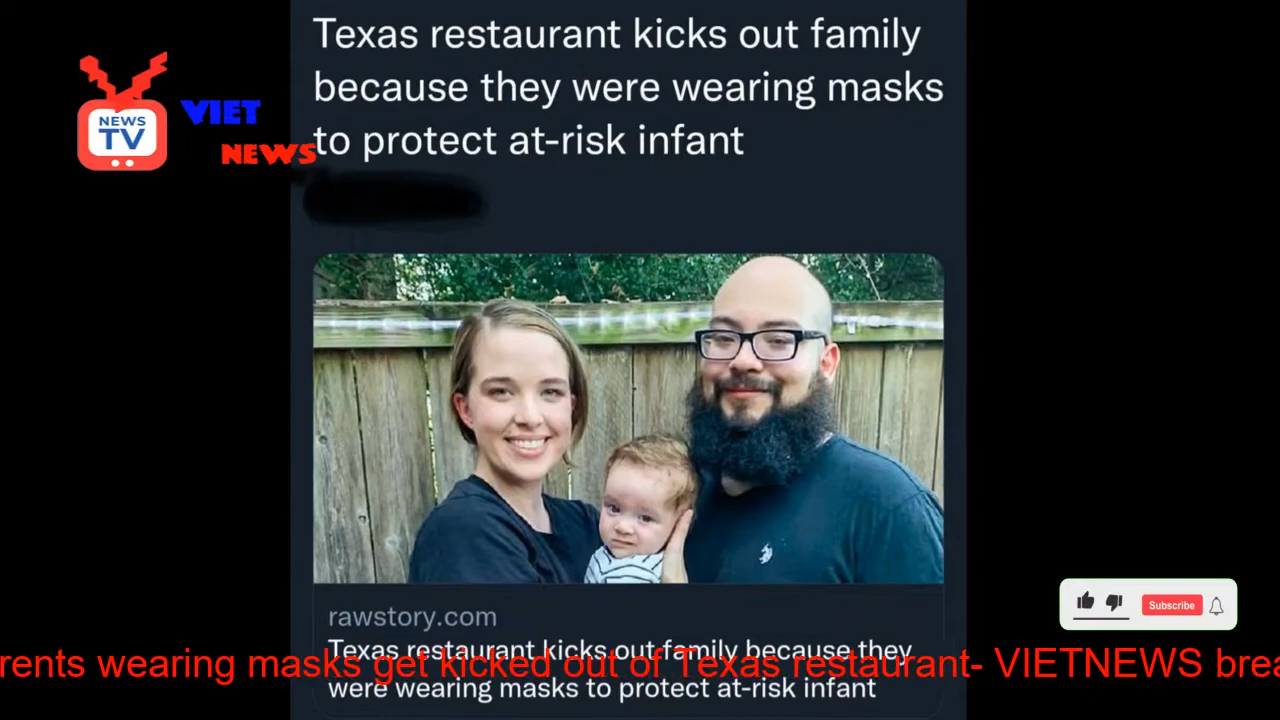 Texas restaurant kicks out family
because they were wearing masks
to protect at-risk infant
NEWS
TV
VIET
NEWS
rawstory.com
Texas restaurant kicks out family because they
were wearing masks to protect at-risk infant
rents wearing masks get kicked out of Texas restaurant- VIETNEWS brea
Subscribe